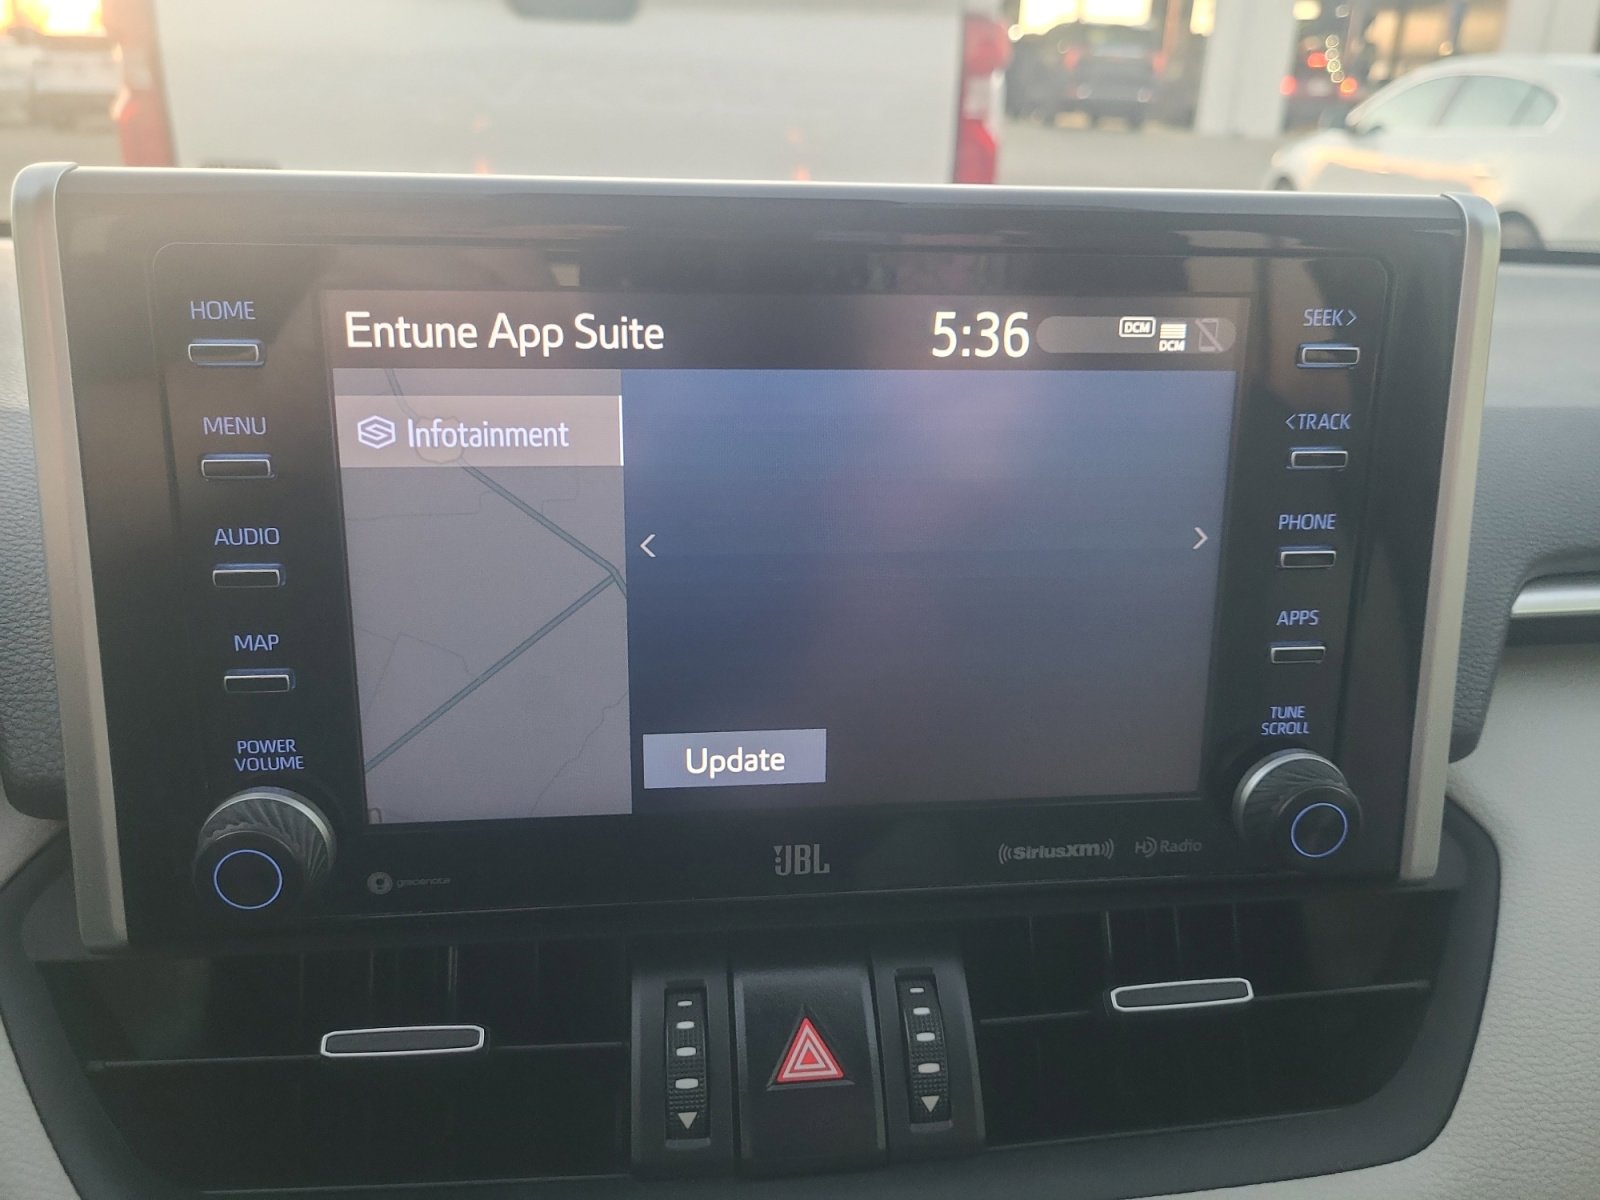 HOME
MENU
AUDIO
MAP
POWER
VOLUME
Entune App Suite
5:36
DCM
DCM
Infotainment
<
>
Update
SEEK>
<TRACK
PHONE
APPS
TUNE
SCROLL
gracenote
JBL
((SiriusXM))
HD Radio